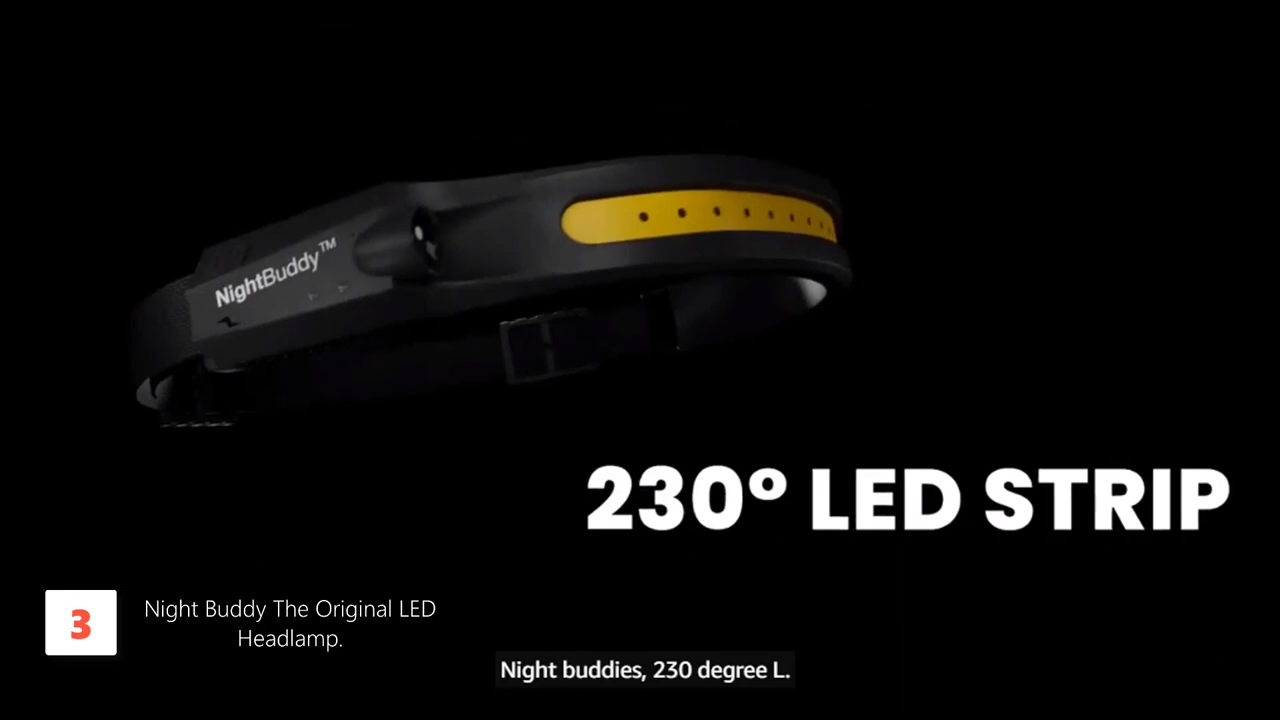 NightBuddy™
230° LED STRIP
3
Night Buddy The Original LED
Headlamp.
Night buddies, 230 degree L.